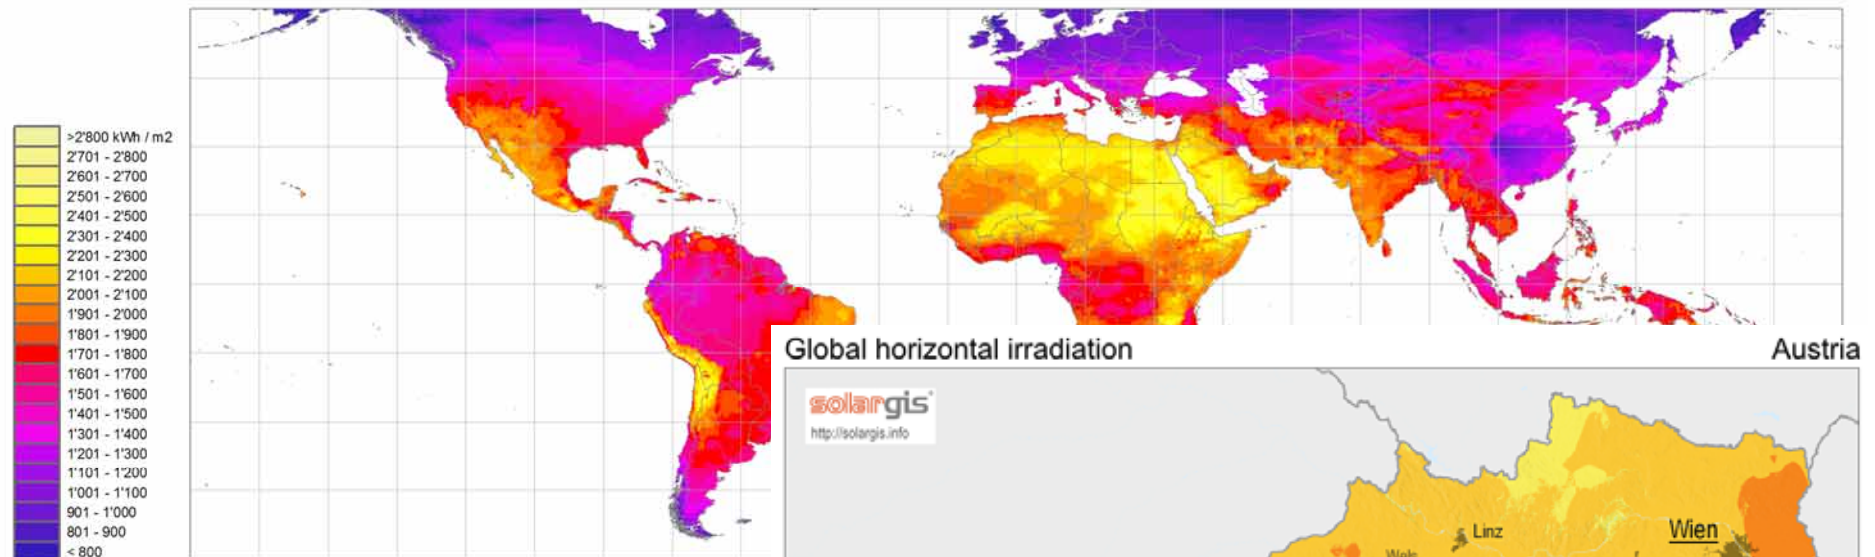 >2'800 kWh / m2
2'701 - 2'800
2'601 - 2'700
2'501 - 2'600
2'401 - 2'500
2'301 - 2'400
2'201 - 2'300
2'101 - 2'200
2'001 - 2'100
1'901 - 2'000
1'801 - 1'900
1'701 - 1'800
1'601 - 1'700
1'501 - 1'600
1'401 - 1'500
1'301 - 1'400
1'201 - 1'300
1'101 - 1'200
1'001 - 1'100
901 - 1'000
801 - 900
< 800
Global horizontal irradiation
Austria
solargis
http://solargis.info
Linz
Wien
Wels